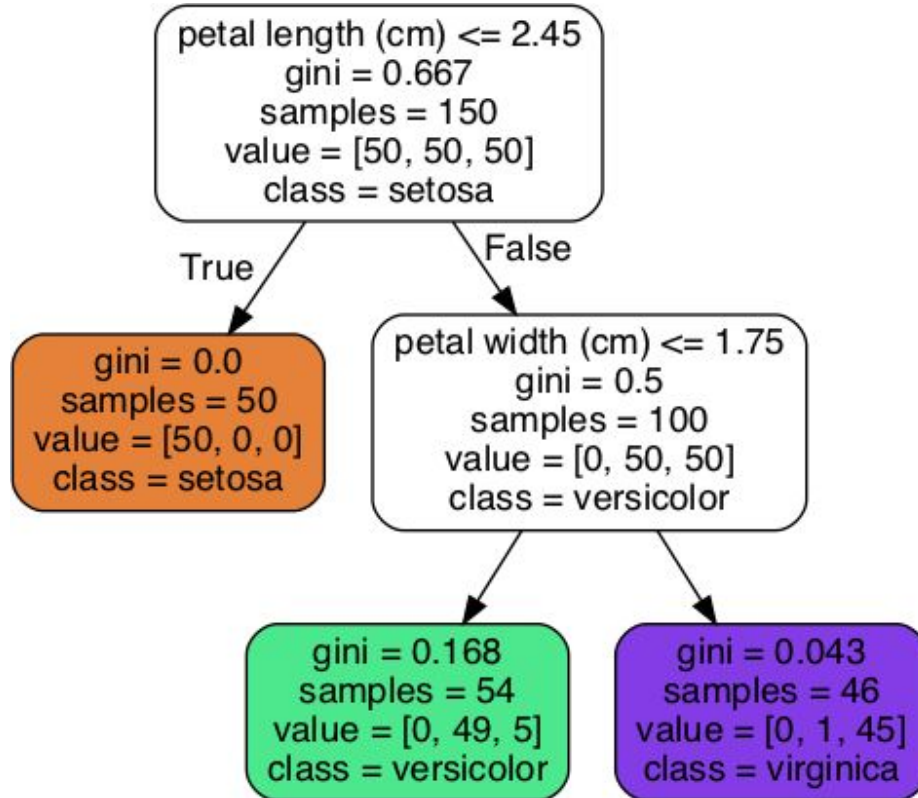 petal length (cm) <= 2.45
gini = 0.667
samples = 150
value = [50, 50, 50]
class = setosa
True
False
gini = 0.0
samples = 50
value = [50, 0, 0]
class = setosa
petal width (cm) <= 1.75
gini = 0.5
samples = 100
value = [0, 50, 50]
class = versicolor
gini = 0.168
samples = 54
value = [0, 49, 5]
class = versicolor
gini = 0.043
samples = 46
value = [0, 1, 45]
class = virginica